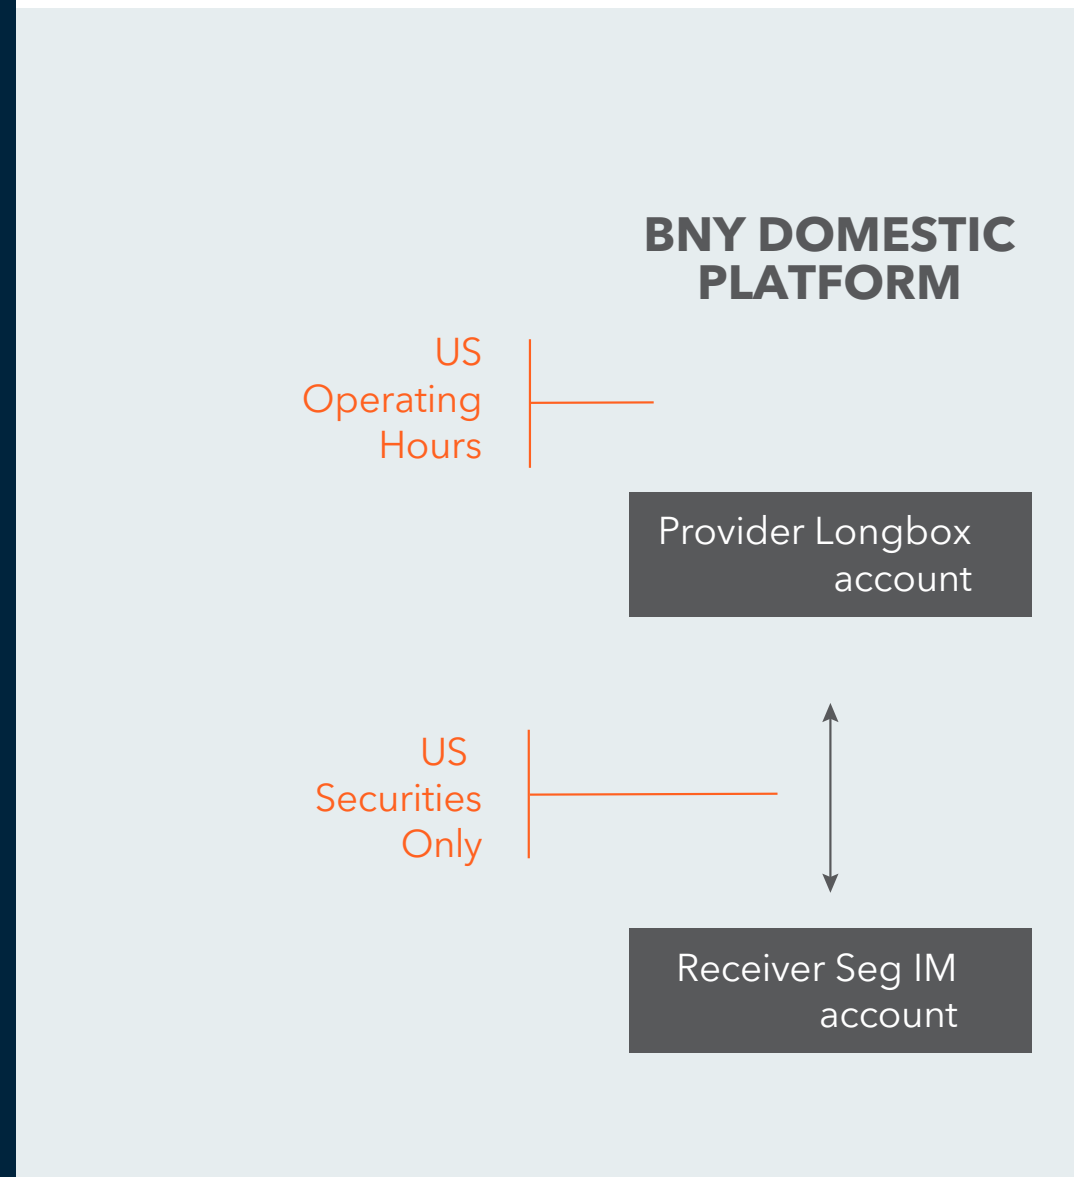 BNY DOMESTIC
PLATFORM
US
Operating
Hours
Provider Longbox
account
US
Securities
Only
Receiver Seg IM
account